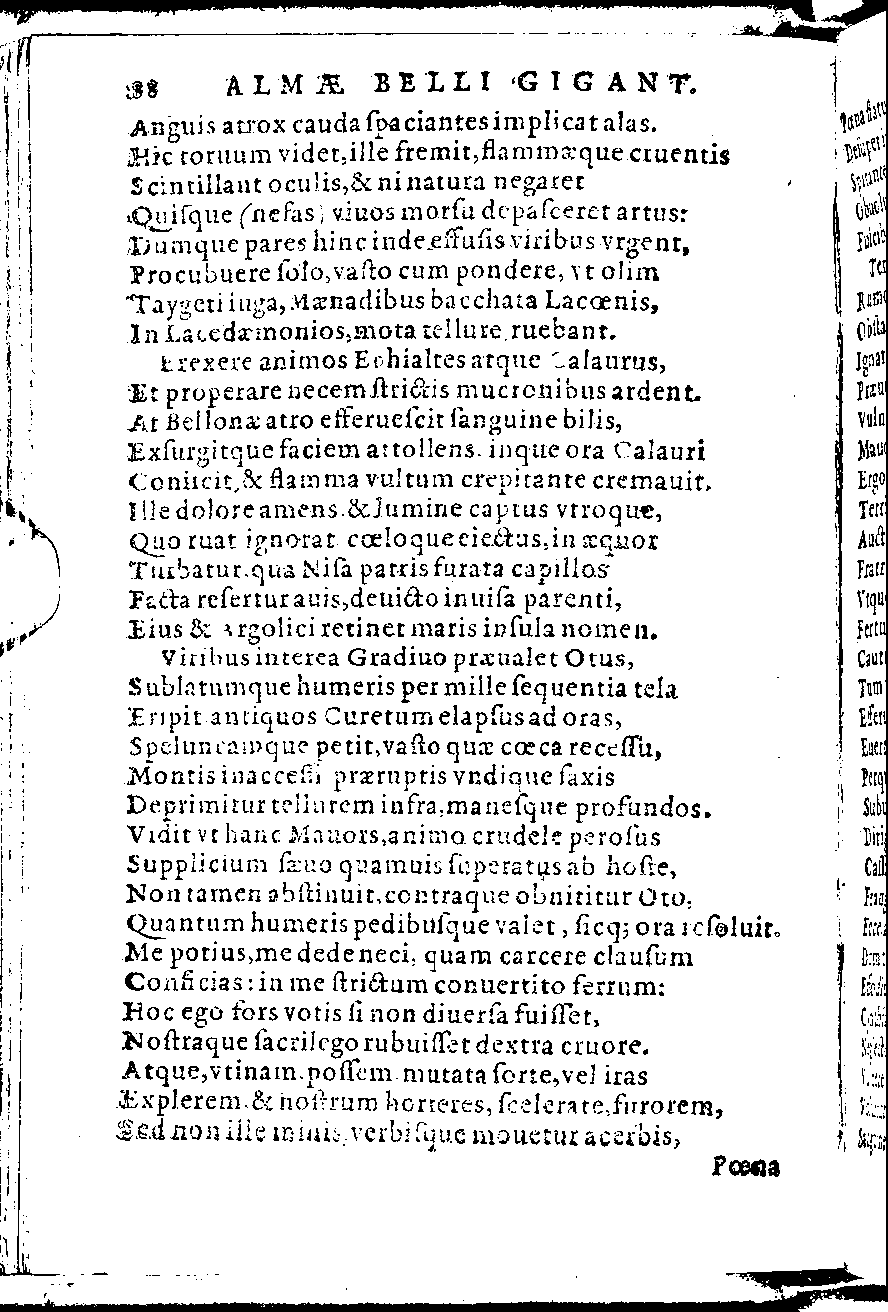 38 ALMÆ BELLI GIGANT.
Anguis atrox cauda ſpaciantes implicat alas.
Hic toruum videt, ille fremit, flammæque cruentis
Scintillant oculis, & ni natura negaret
Quiſque (nefas) viuos morſu depaſceret artus:
Dumque pares hinc inde effuſis viribus vrgent,
Procubuere ſolo, vaſto cum pondere, vt olim
Taygeti iuga, Mænadibus bacchata Lacœnis,
In Lacedæmonios, mota tellure ruebant.
Erexere animos Ephialtes atque Calaurus,
Et properare necem ſtrictis mucronibus ardent.
At Bellonæ atro efferueſcit ſanguine bilis,
Exſurgitque faciem attollens. inque ora Calauri
Coniicit, & flamma vultum crepitante cremauit.
Ille dolore amens. & lumine captus vtroque,
Quo ruat ignorat cœloque eiectus, in æquor
Turbatur. qua Niſa patris furata capillos
Facta refertur auis, deuicto inuiſa parenti,
Eius & Argolici retinet maris inſula nomen.
Viribus interea Gradiuo præualet Otus,
Sublatumque humeris per mille ſequentia tela
Eripit antiquos Curetum elapſus ad oras,
Speluncamque petit, vaſto quæ cœca receſſu,
Montis inacceſſi præruptis vndique ſaxis
Deprimitur tellurem infra, maneſque profundos.
Vidit vt hanc Mauors, animo crudele peroſus
Supplicium ſæuo quamuis ſuperatus ab hoſte,
Non tamen abſtinuit, contraque obnititur Oto,
Quantum humeris pedibuſque valet, ſicq; ora reſoluit.
Me potius, me dede neci, quam carcere clauſum
Conficias: in me ſtrictum conuertito ferrum:
Hoc ego fors votis ſi non diuerſa fuiſſet,
Noſtraque ſacrilego rubuiſſet dextra cruore.
Atque, vtinam. poſſem mutata ſorte, vel iras
Explerem. & noſtrum horreres, ſcelerate, furorem,
Sed non ille minis, verbiſque mouetur acerbis,
Pœna